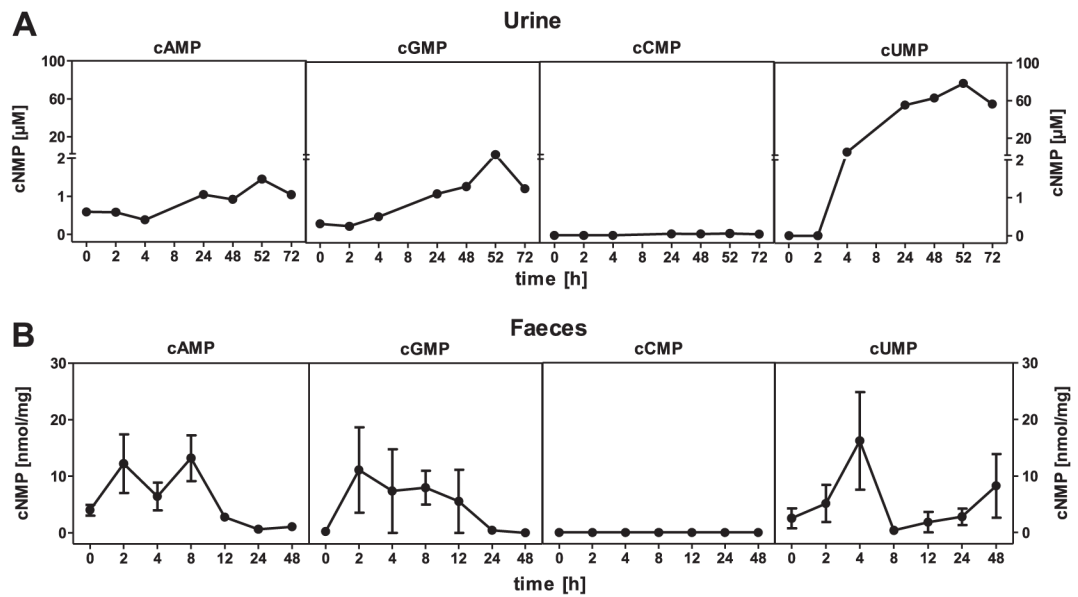 A
Urine
cAMP cGMP cCMP cUMP
cNMP [µM]
100
60
20
2
1
0
100
60
20
2
1
0
cNMP [µM]
0 2 4 8 24 48 52 72 0 2 4 8 24 48 52 72 0 2 4 8 24 48 52 72 0 2 4 8 24 48 52 72
time [h]
B
Faeces
cAMP cGMP cCMP cUMP
cNMP [nmol/mg]
30
20
10
0
30
20
10
0
cNMP [nmol/mg]
0 2 4 8 12 24 48 0 2 4 8 12 24 48 0 2 4 8 12 24 48 0 2 4 8 12 24 48
time [h]